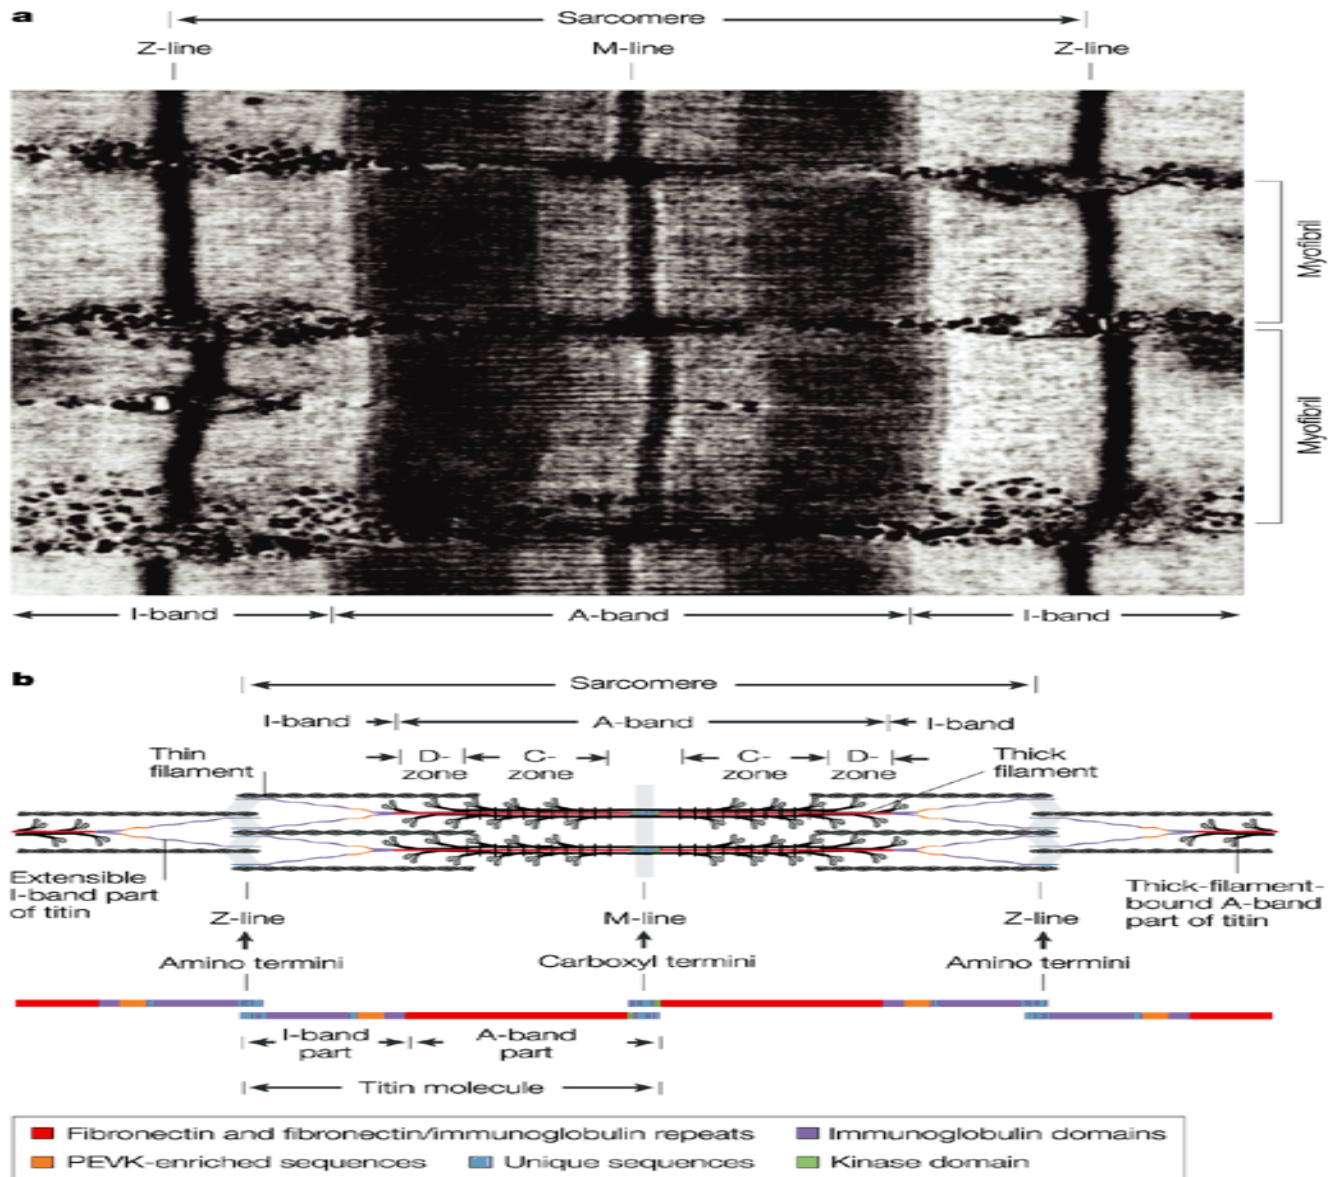 a
Sarcomere
Z-line M-line Z-line
Myofibril
Myofibril
I-band A-band I-band
b
Sarcomere
I-band A-band I-band
Thin
filament
D-
zone
C-
zone
C-
zone
D-
zone
Thick
filament
Extensible
I-band part
of titin
Thick-filament-
bound A-band
part of titin
Z-line M-line Z-line
Amino termini Carboxyl termini Amino termini
I-band
part
A-band
part
Titin molecule
Fibronectin and fibronectin/immunoglobulin repeats Immunoglobulin domains
PEVK-enriched sequences Unique sequences Kinase domain